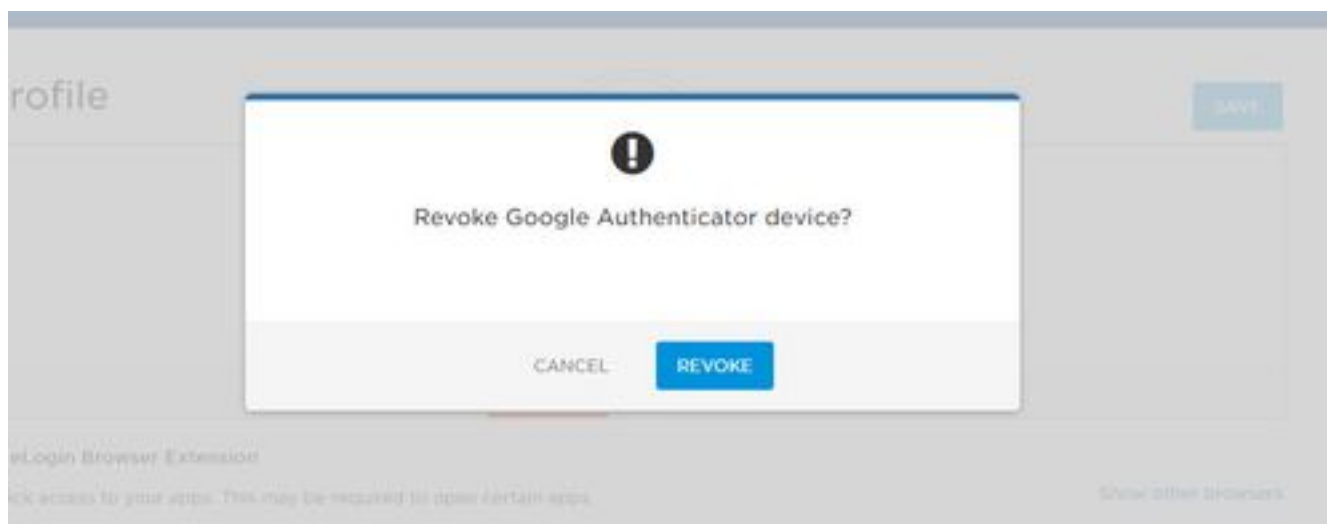 rofile
SAVE
Revoke Google Authenticator device?
CANCEL
REVOKE
eLogin Browser Extension
ick access to your apps. This may be required to open certain apps.
Show other browsers